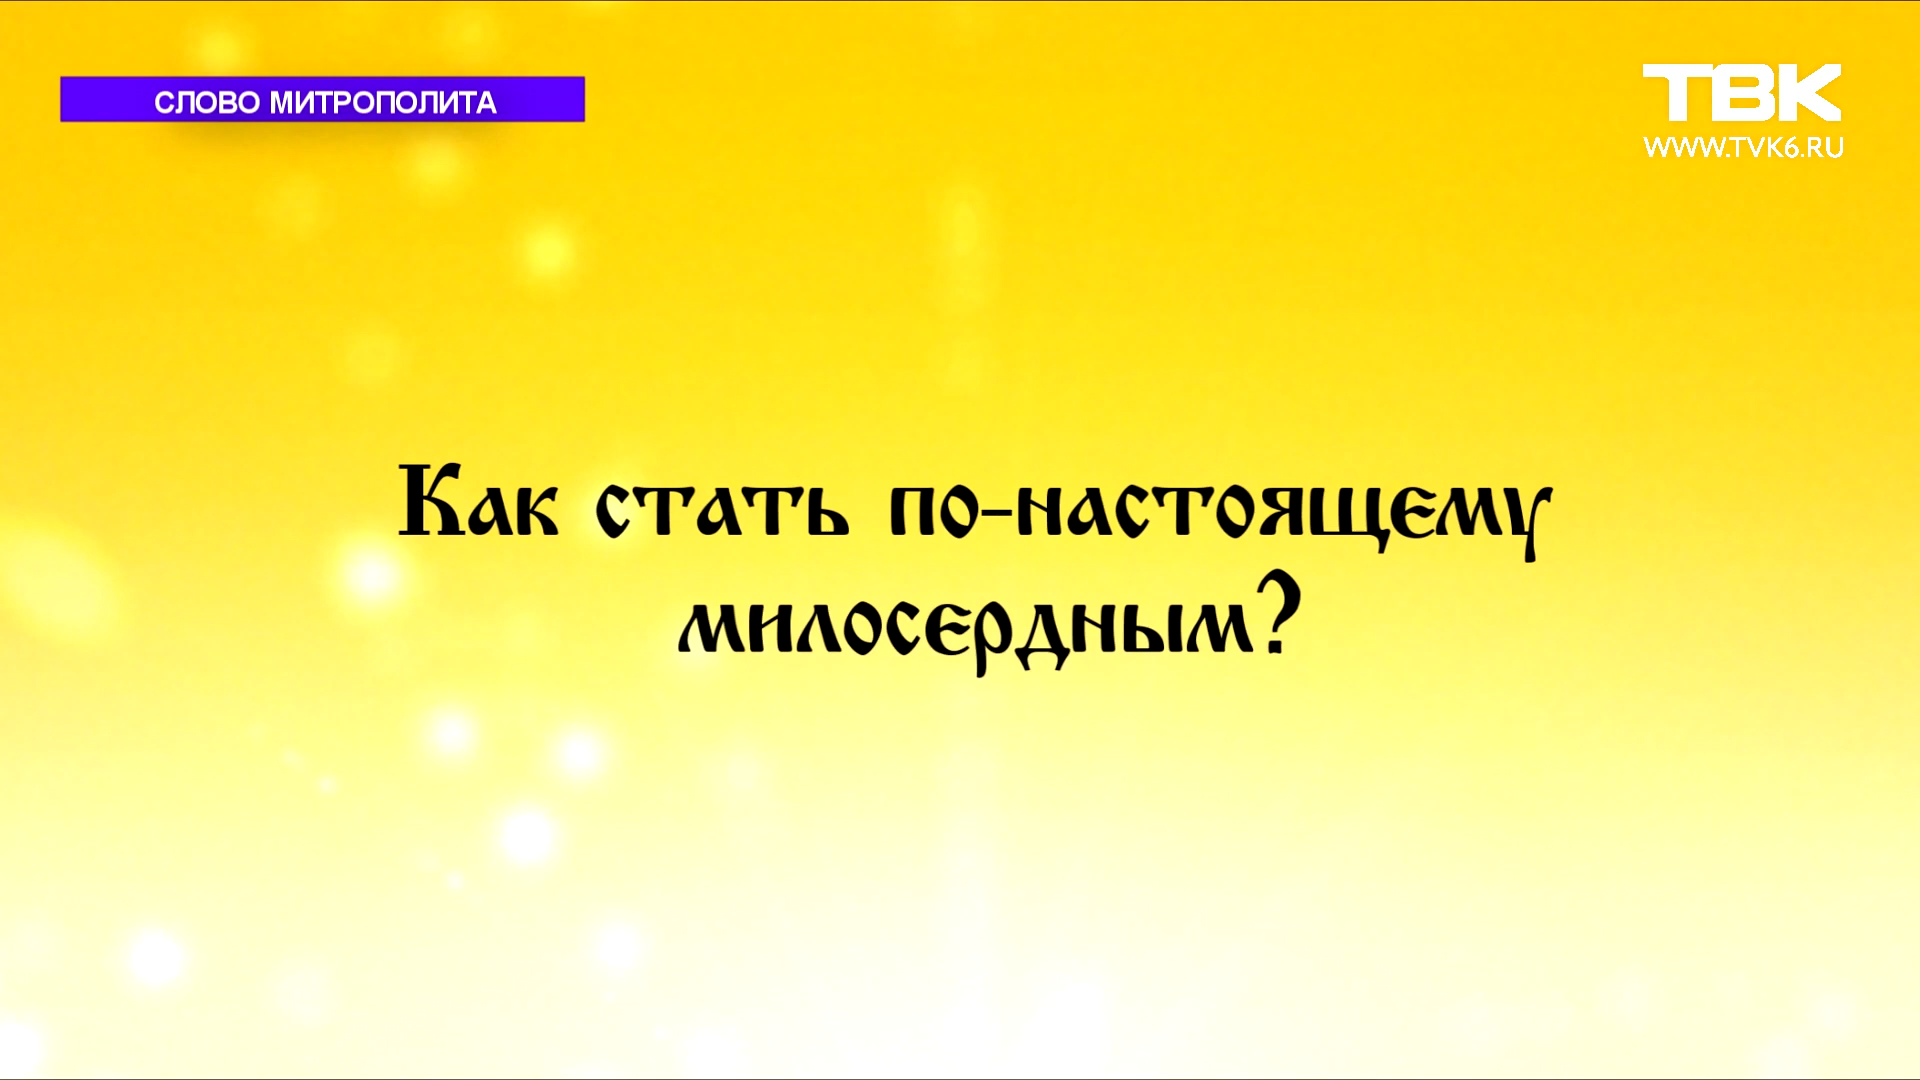 СЛОВО МИТРОПОЛИТА
ТВК
WWW.TVK6.RU
Как стать по-настоящему
милосердным?